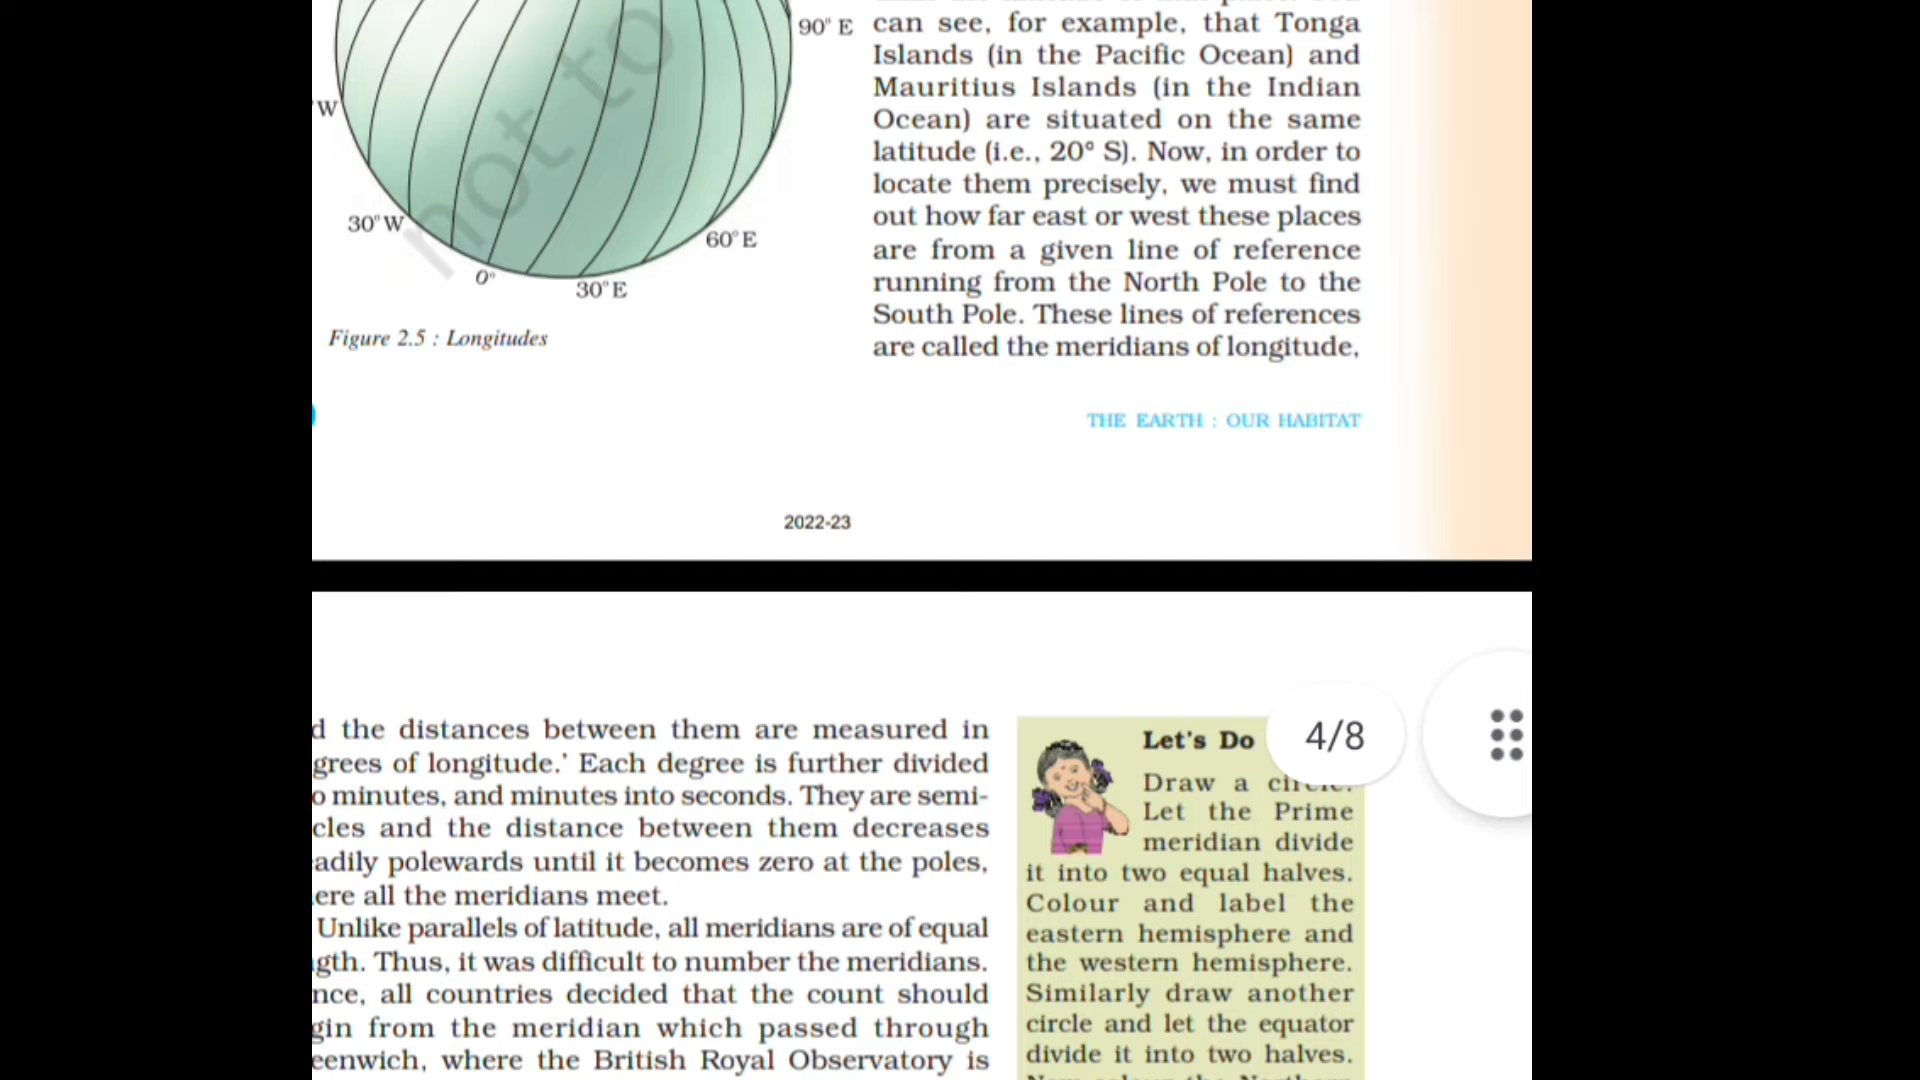 90° E
W
30° W
0°
30° E
60° E
not to
Figure 2.5 : Longitudes
can see, for example, that Tonga
Islands (in the Pacific Ocean) and
Mauritius Islands (in the Indian
Ocean) are situated on the same
latitude (i.e., 20° S). Now, in order to
locate them precisely, we must find
out how far east or west these places
are from a given line of reference
running from the North Pole to the
South Pole. These lines of references
are called the meridians of longitude,
THE EARTH : OUR HABITAT
2022-23
d the distances between them are measured in
grees of longitude.' Each degree is further divided
o minutes, and minutes into seconds. They are semi-
cles and the distance between them decreases
adily polewards until it becomes zero at the poles,
ere all the meridians meet.
Unlike parallels of latitude, all meridians are of equal
gth. Thus, it was difficult to number the meridians.
nce, all countries decided that the count should
gin from the meridian which passed through
eenwich, where the British Royal Observatory is
Let's Do
4/8
Draw a circle.
Let the Prime
meridian divide
it into two equal halves.
Colour and label the
eastern hemisphere and
the western hemisphere.
Similarly draw another
circle and let the equator
divide it into two halves.